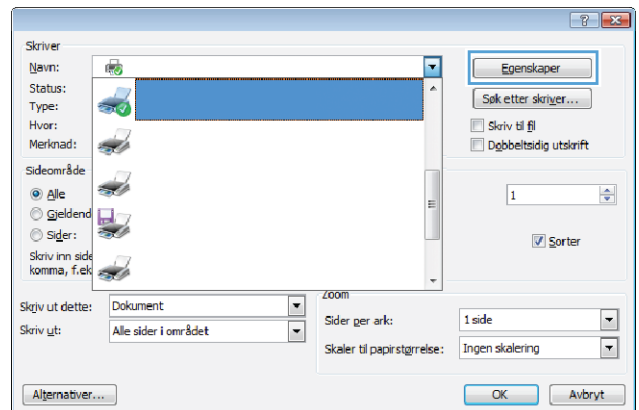 Skriver
Navn:
Egenskaper
Status:
Søk etter skriver...
Type:
Hvor:
Skriv til fil
Merknad:
Dobbeltsidig utskrift
Sideområde
Alle
1
Gjeldend
Sider:
Sorter
Skriv inn side
komma, f.ek
Zoom
Skriv ut dette:
Dokument
Sider per ark:
1 side
Skriv ut:
Alle sider i området
Skaler til papirstørrelse:
Ingen skalering
Alternativer...
OK
Avbryt